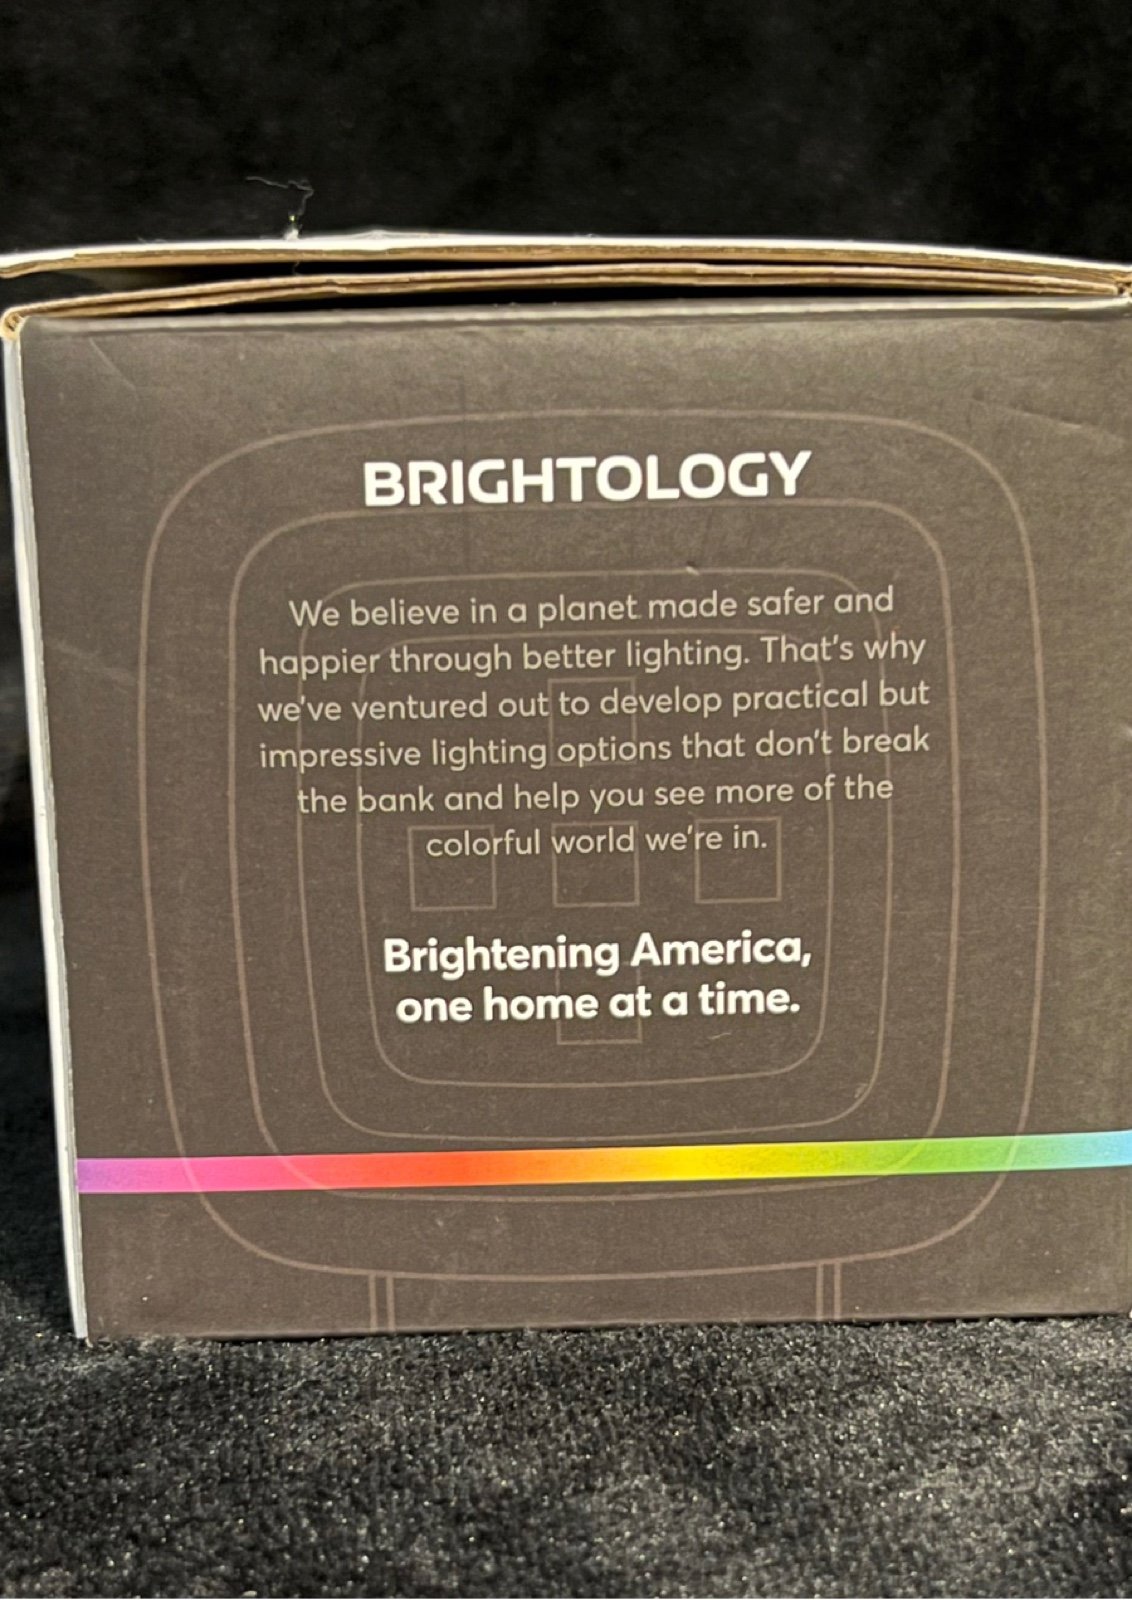 BRIGHTOLOGY
We believe in a planet made safer and
happier through better lighting. That's why
we've ventured out to develop practical but
impressive lighting options that don't break
the bank and help you see more of the
colorful world we're in.
Brightening America,
one home at a time.